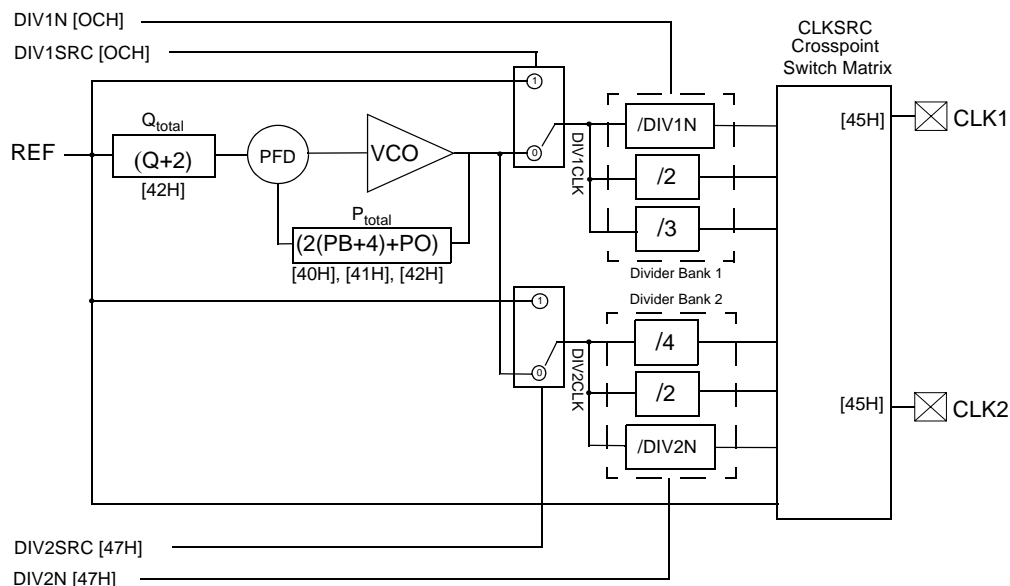 DIV1N [OCH]
DIV1SRC [OCH]
CLKSRC
Crosspoint
Switch Matrix
1
0
DIV1CLK
/DIV1N
/2
/3
Divider Bank 1
[45H]
CLK1
REF
Qtotal
(Q+2)
[42H]
PFD
VCO
Ptotal
(2(PB+4)+PO)
[40H], [41H], [42H]
Divider Bank 2
1
0
DIV2CLK
/4
/2
/DIV2N
[45H]
CLK2
DIV2SRC [47H]
DIV2N [47H]